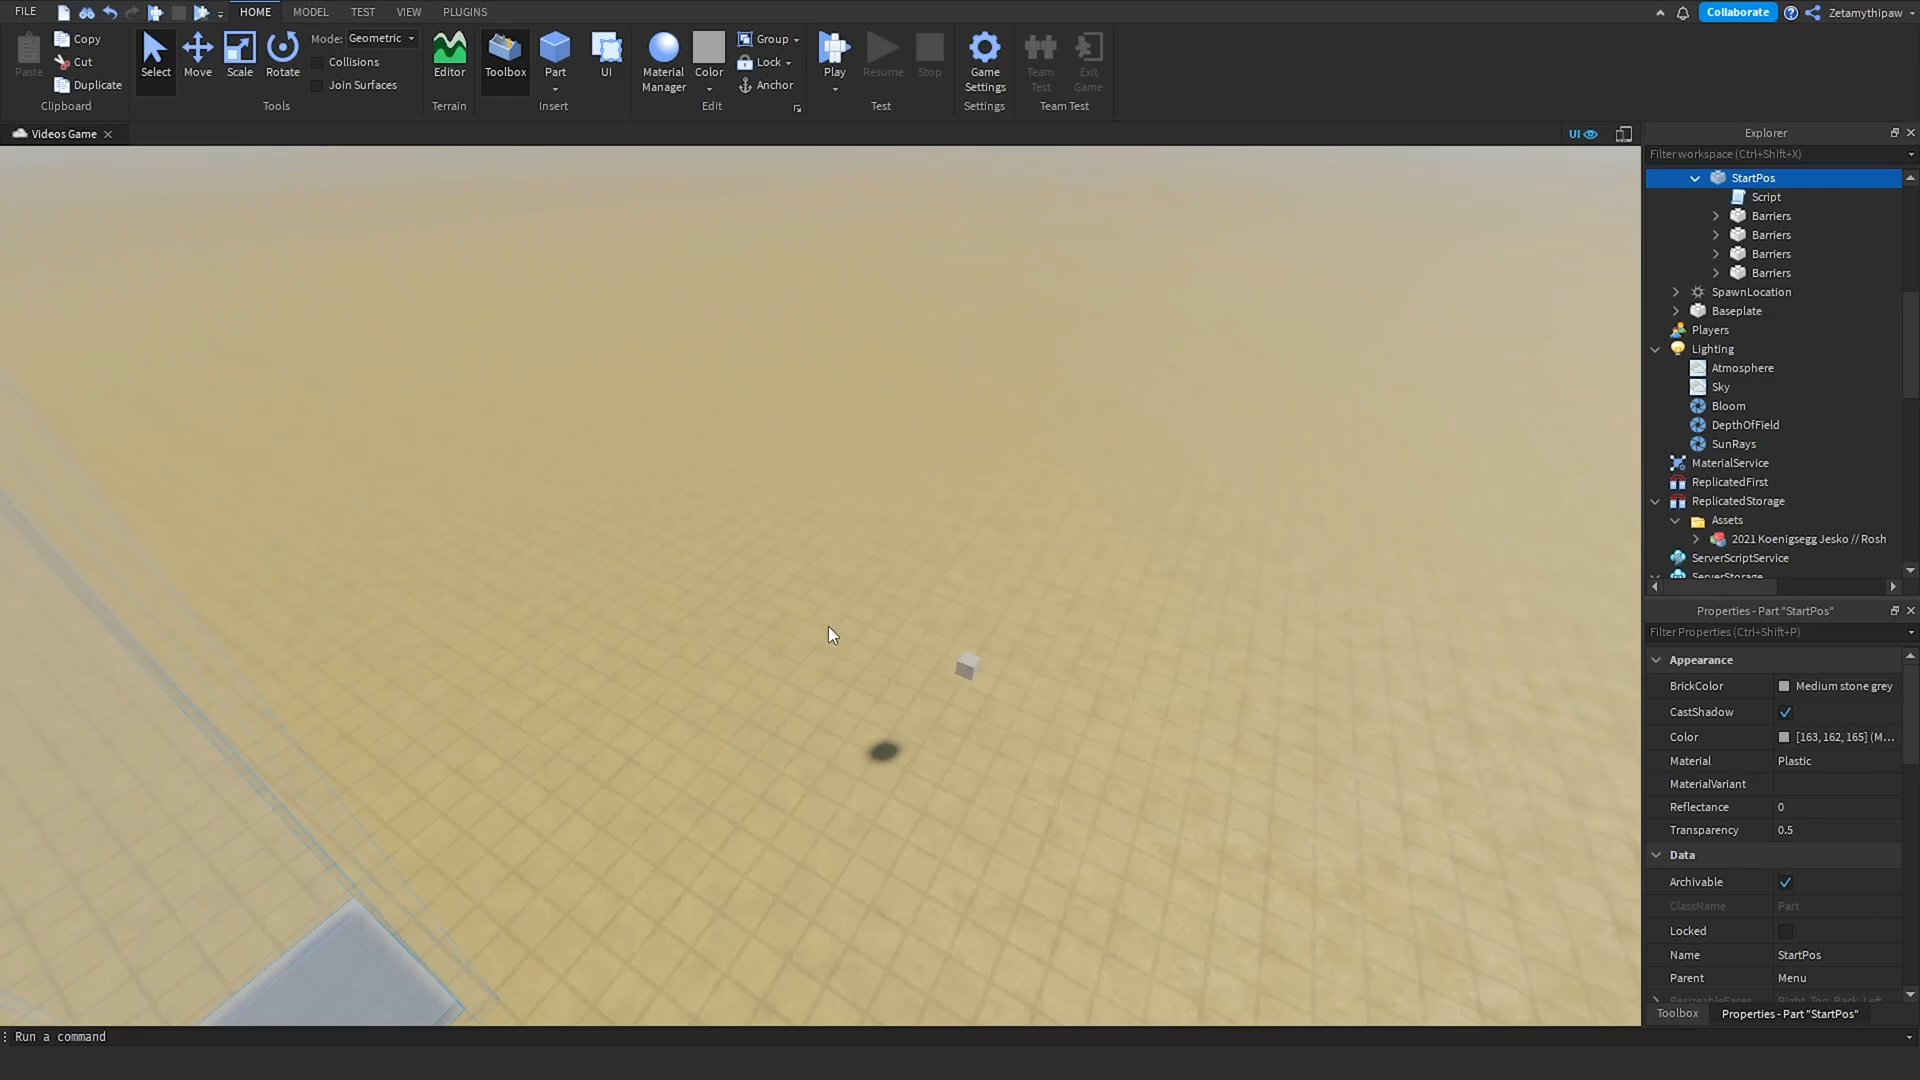 FILE
HOME
MODEL
TEST
VIEW
PLUGINS
Collaborate
Zetamythipaw
Paste
Copy
Cut
Duplicate
Clipboard
Select
Move
Scale
Rotate
Mode: Geometric
Collisions
Join Surfaces
Tools
Editor
Terrain
Toolbox
Part
UI
Insert
Material
Manager
Color
Group
Lock
Anchor
Edit
Play
Resume
Stop
Test
Game
Settings
Settings
Team
Test
Exit
Game
Team Test
Videos Game
UI
Explorer
Filter workspace (Ctrl+Shift+X)
StartPos
Script
Barriers
Barriers
Barriers
Barriers
SpawnLocation
Baseplate
Players
Lighting
Atmosphere
Sky
Bloom
DepthOfField
SunRays
MaterialService
ReplicatedFirst
ReplicatedStorage
Assets
2021 Koenigsegg Jesko // Rosh
ServerScriptService
ServerStorage
Properties - Part "StartPos"
Filter Properties (Ctrl+Shift+P)
Appearance
BrickColor Medium stone grey
CastShadow
Color [163, 162, 165] (M...
Material Plastic
MaterialVariant
Reflectance 0
Transparency 0.5
Data
Archivable
ClassName Part
Locked
Name StartPos
Parent Menu
ResizeableFaces Right, Top, Back, Left,
Toolbox
Properties - Part "StartPos"
Run a command